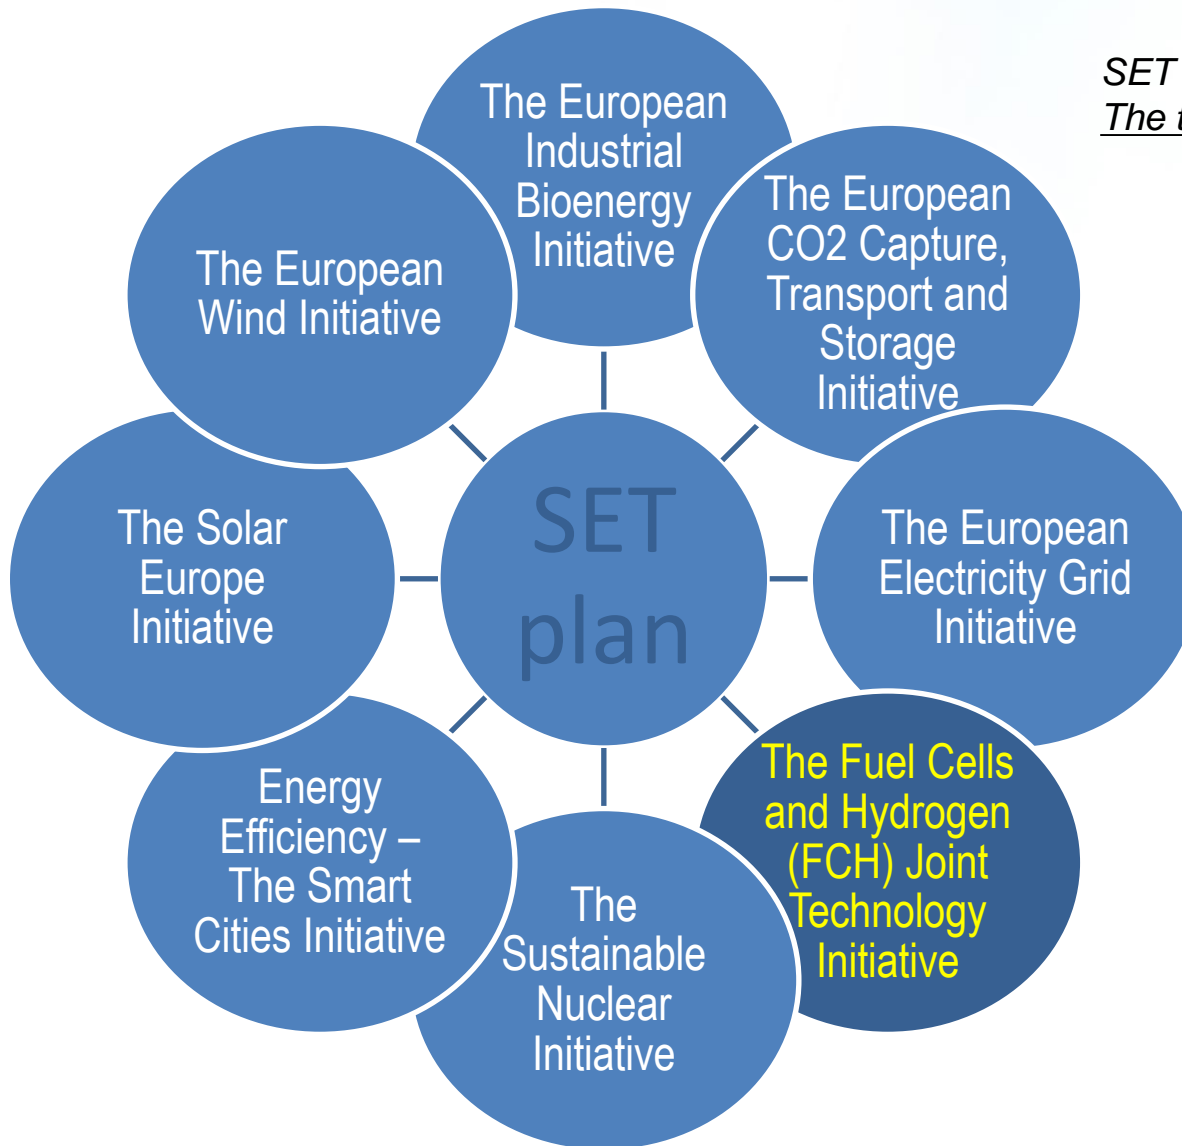 SET
The t
The European
Industrial
Bioenergy
Initiative
The European
CO2 Capture,
Transport and
Storage
Initiative
The European
Electricity Grid
Initiative
The Fuel Cells
and Hydrogen
(FCH) Joint
Technology
Initiative
The
Sustainable
Nuclear
Initiative
Energy
Efficiency –
The Smart
Cities Initiative
The Solar
Europe
Initiative
The European
Wind Initiative
SET
plan